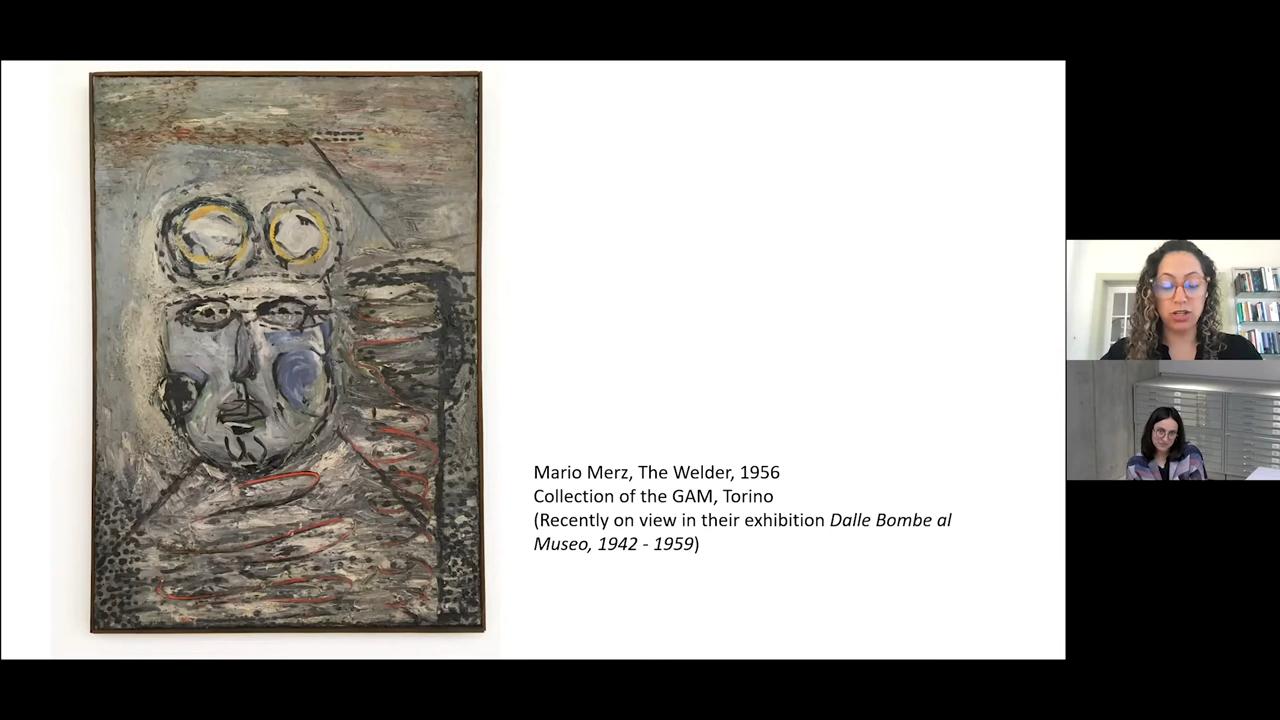 Mario Merz, The Welder, 1956
Collection of the GAM, Torino
(Recently on view in their exhibition Dalle Bombe al
Museo, 1942 - 1959)